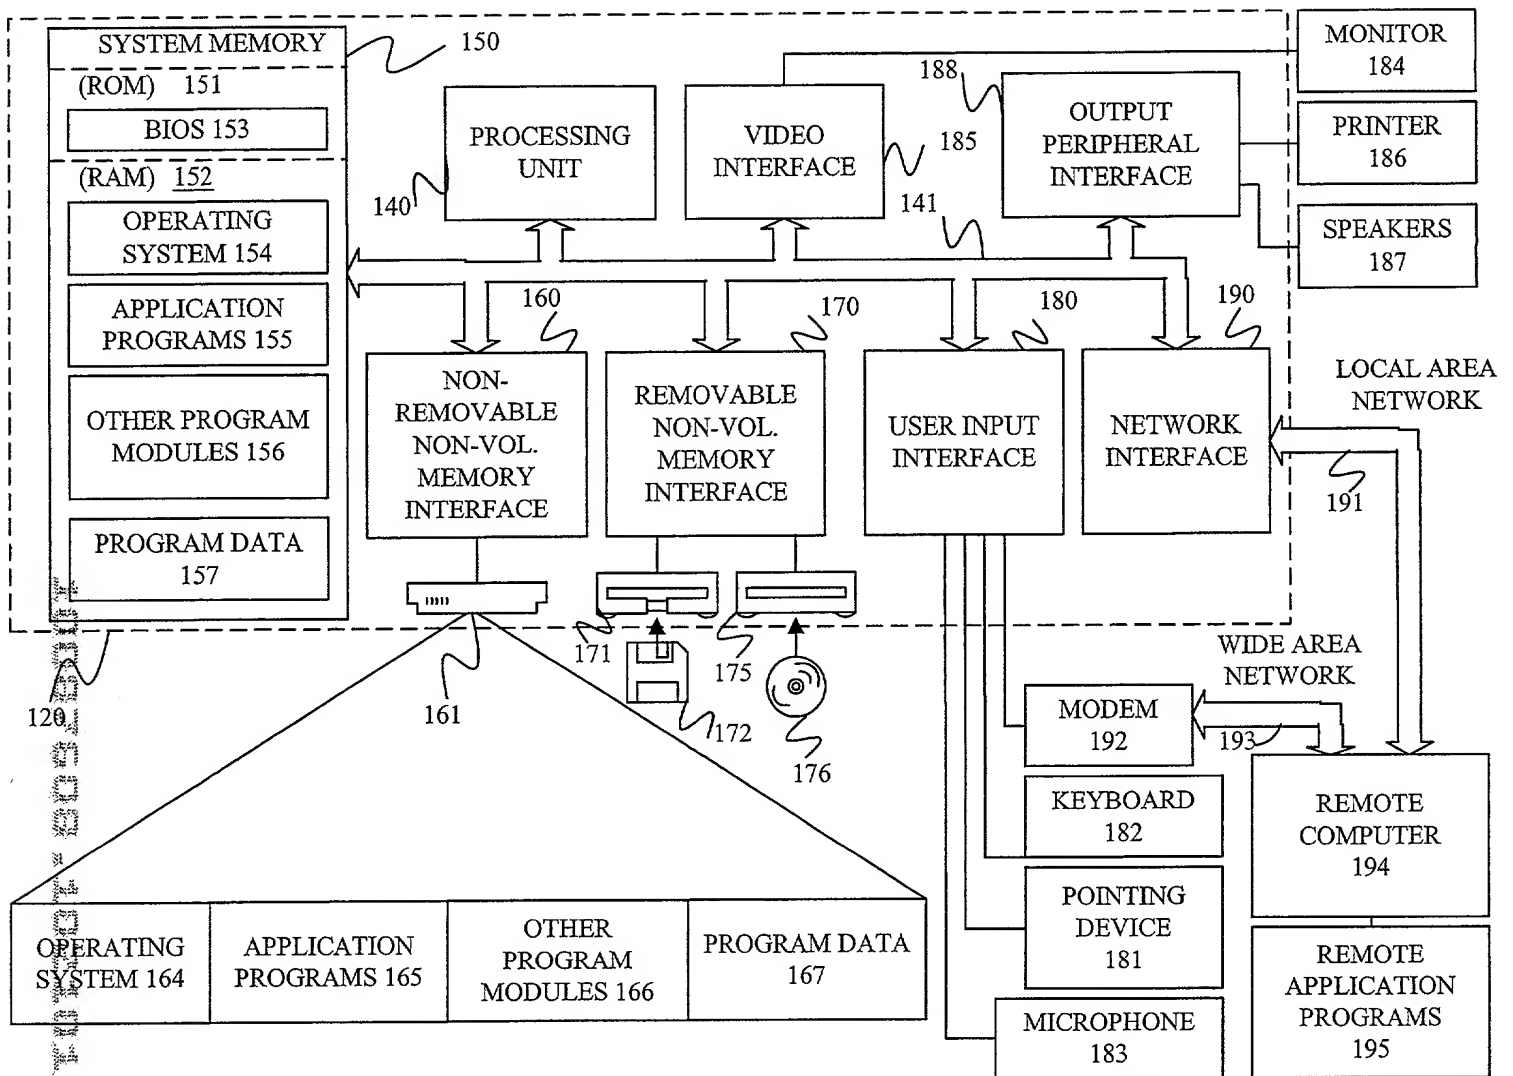 SYSTEM MEMORY
150
(ROM) 151
BIOS 153
(RAM) 152
OPERATING
SYSTEM 154
APPLICATION
PROGRAMS 155
OTHER PROGRAM
MODULES 156
PROGRAM DATA
157
120
PROCESSING
UNIT
140
VIDEO
INTERFACE
185
188
OUTPUT
PERIPHERAL
INTERFACE
141
MONITOR
184
PRINTER
186
SPEAKERS
187
160
NON-
REMOVABLE
NON-VOL.
MEMORY
INTERFACE
170
REMOVABLE
NON-VOL.
MEMORY
INTERFACE
180
USER INPUT
INTERFACE
190
NETWORK
INTERFACE
LOCAL AREA
NETWORK
191
161
171
172
175
176
WIDE AREA
NETWORK
MODEM
192
193
KEYBOARD
182
POINTING
DEVICE
181
MICROPHONE
183
REMOTE
COMPUTER
194
REMOTE
APPLICATION
PROGRAMS
195
OPERATING
SYSTEM 164
APPLICATION
PROGRAMS 165
OTHER
PROGRAM
MODULES 166
PROGRAM DATA
167